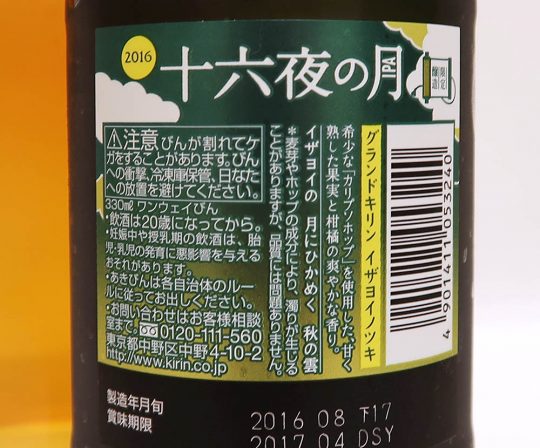 2016
十六夜の月
IPA
限定
醸造
⚠注意 びんが割れてケ
ガをすることがあります。びん
への衝撃、冷凍庫保管、日なた
への放置を避けてください。
330mℓ ワンウェイびん
・飲酒は20歳になってから。
・妊娠中や授乳期の飲酒は、胎
児・乳児の発育に悪影響を与える
おそれがあります。
・あきびんは各自治体のルー
ルに従ってお出しください。
・お問い合わせはお客様相談
室まで。0120-111-560
東京都中野区中野4-10-2
http://www.kirin.co.jp
グランドキリン イザヨイノツキ
希少な「カリプソホップ」を使用した、甘く
熟した果実と柑橘の爽やかな香り。
イザヨイの 月にひかめく 秋の雲
＊麦芽やホップの成分により、濁りが生じる
ことがありますが、品質には問題ありません。
4 901411 053240
製造年月旬
賞味期限
2016 08 下17
2017.04 DSY